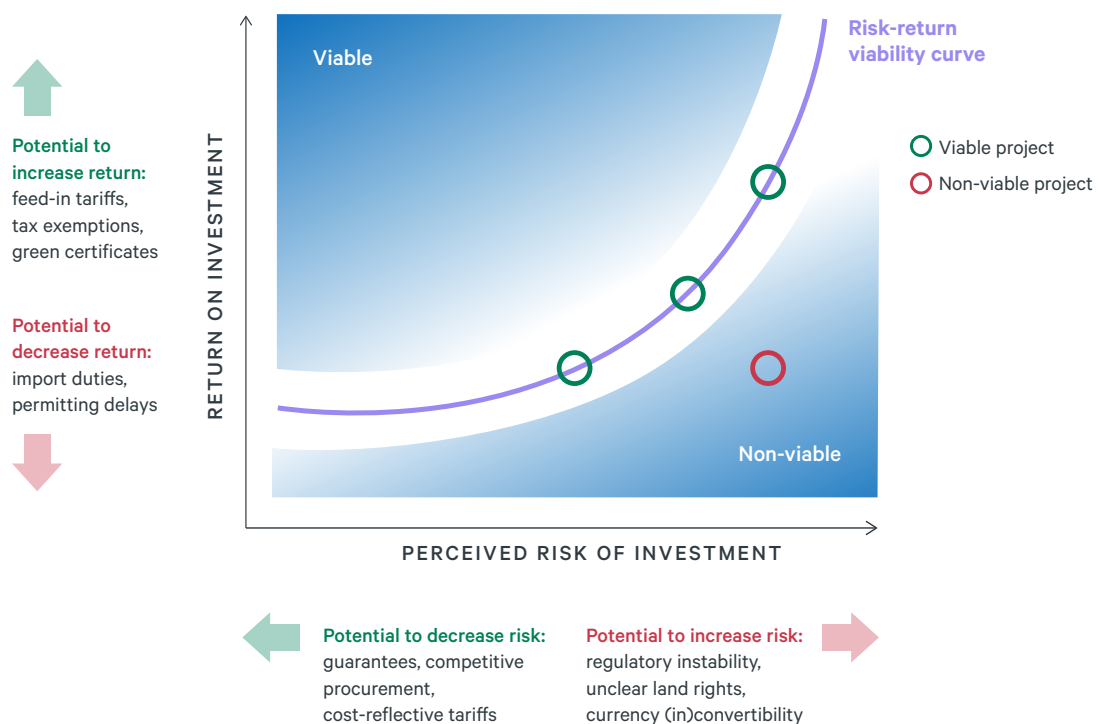 Viable
Risk-return
viability curve
Viable project
Non-viable project
Potential to
increase return:
feed-in tariffs,
tax exemptions,
green certificates
Potential to
decrease return:
import duties,
permitting delays
RETURN ON INVESTMENT
Non-viable
PERCEIVED RISK OF INVESTMENT
Potential to decrease risk:
guarantees, competitive
procurement,
cost-reflective tariffs
Potential to increase risk:
regulatory instability,
unclear land rights,
currency (in)convertibility